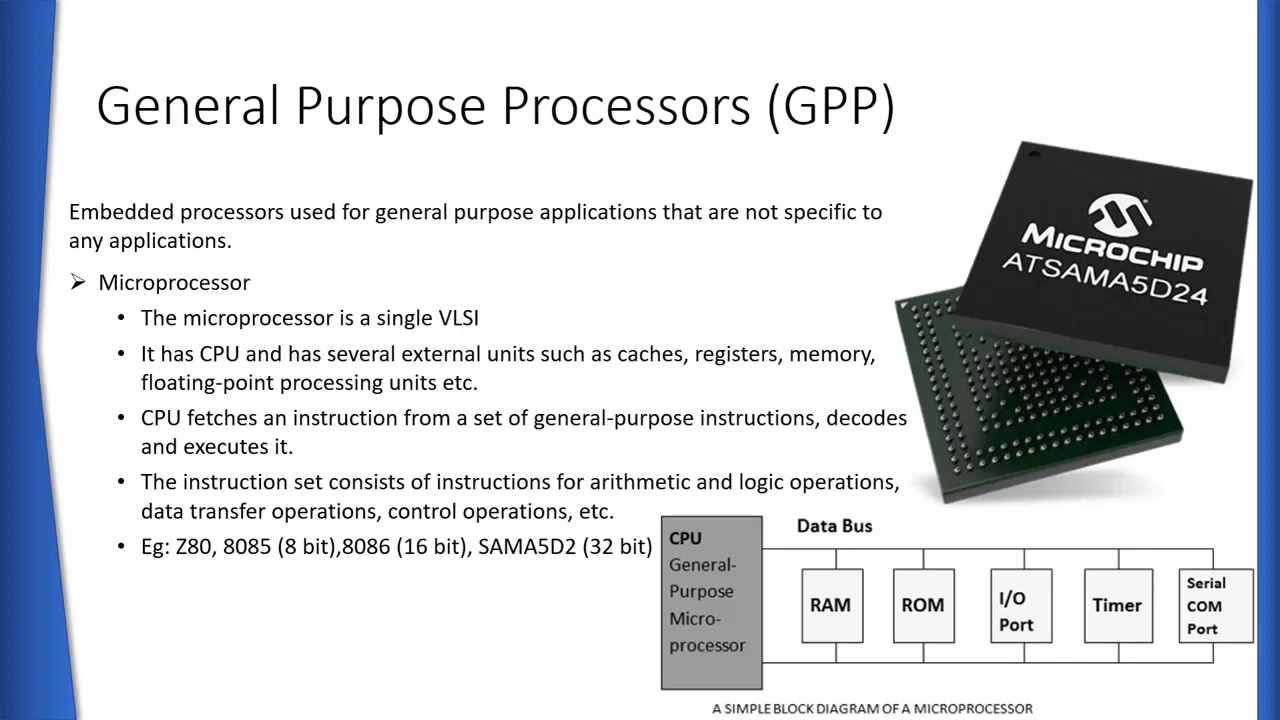 General Purpose Processors (GPP)
Embedded processors used for general purpose applications that are not specific to
any applications.
➢ Microprocessor
• The microprocessor is a single VLSI
• It has CPU and has several external units such as caches, registers, memory,
floating-point processing units etc.
• CPU fetches an instruction from a set of general-purpose instructions, decodes
and executes it.
• The instruction set consists of instructions for arithmetic and logic operations,
data transfer operations, control operations, etc.
• Eg: Z80, 8085 (8 bit),8086 (16 bit), SAMA5D2 (32 bit)
MICROCHIP
ATSAMA5D24
CPU
General-
Purpose
Micro-
processor
Data Bus
RAM
ROM
I/O
Port
Timer
Serial
COM
Port
A SIMPLE BLOCK DIAGRAM OF A MICROPROCESSOR